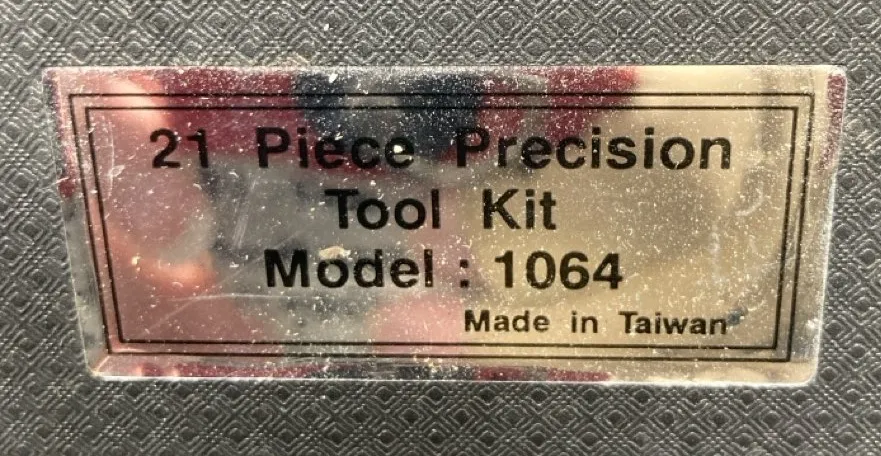 21 Piece Precision
Tool Kit
Model : 1064
Made in Taiwan